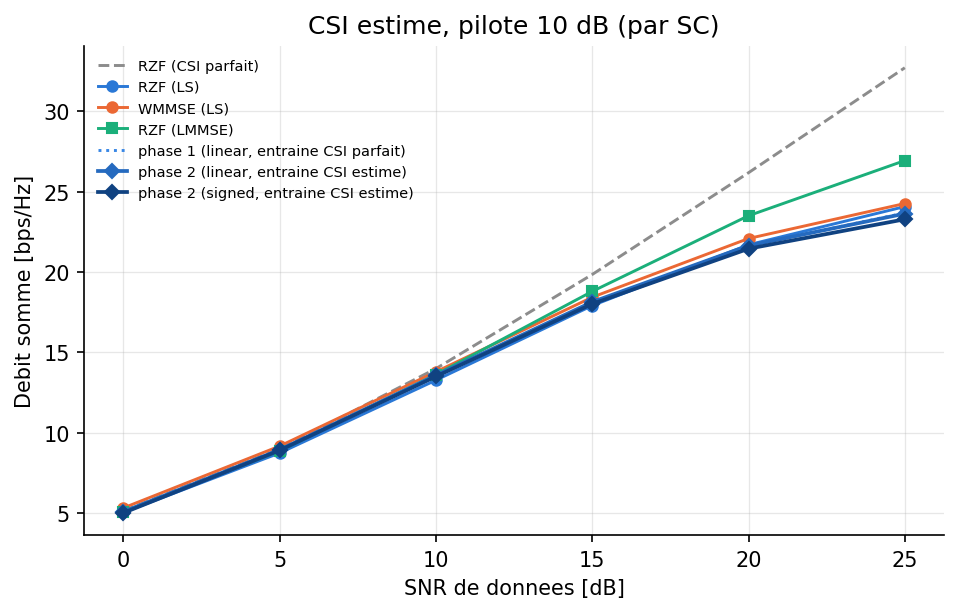 CSI estime, pilote 10 dB (par SC)
RZF (CSI parfait)
RZF (LS)
WMMSE (LS)
RZF (LMMSE)
phase 1 (linear, entraine CSI parfait)
phase 2 (linear, entraine CSI estime)
phase 2 (signed, entraine CSI estime)
Debit somme [bps/Hz]
30
25
20
15
10
5
0 5 10 15 20 25
SNR de donnees [dB]